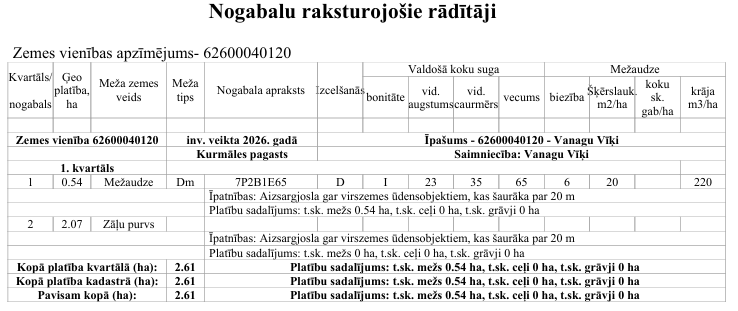 Nogabalu raksturojošie rādītāji
Zemes vienības apzīmējums- 62600040120
Kvartāls/ nogabals Ģeo platība, ha Meža zemes veids Meža tips Nogabala apraksts Izcelšanās Valdošā koku suga Mežaudze
bonitāte vid. augstums vid. caurmērs vecums biezība Šķērslauk. m2/ha koku sk. gab/ha krāja m3/ha
Zemes vienība 62600040120 inv. veikta 2026. gadā Īpašums - 62600040120 - Vanagu Vīķi
Kurmāles pagasts Saimniecība: Vanagu Vīķi
1. kvartāls
1 0.54 Mežaudze Dm 7P2B1E65 D I 23 35 65 6 20 220
Īpatnības: Aizsargjosla gar virszemes ūdensobjektiem, kas šaurāka par 20 m
Platību sadalījums: t.sk. mežs 0.54 ha, t.sk. ceļi 0 ha, t.sk. grāvji 0 ha
2 2.07 Zāļu purvs
Īpatnības: Aizsargjosla gar virszemes ūdensobjektiem, kas šaurāka par 20 m
Platību sadalījums: t.sk. mežs 0 ha, t.sk. ceļi 0 ha, t.sk. grāvji 0 ha
Kopā platība kvartālā (ha): 2.61 Platību sadalījums: t.sk. mežs 0.54 ha, t.sk. ceļi 0 ha, t.sk. grāvji 0 ha
Kopā platība kadastrā (ha): 2.61 Platību sadalījums: t.sk. mežs 0.54 ha, t.sk. ceļi 0 ha, t.sk. grāvji 0 ha
Pavisam kopā (ha): 2.61 Platību sadalījums: t.sk. mežs 0.54 ha, t.sk. ceļi 0 ha, t.sk. grāvji 0 ha